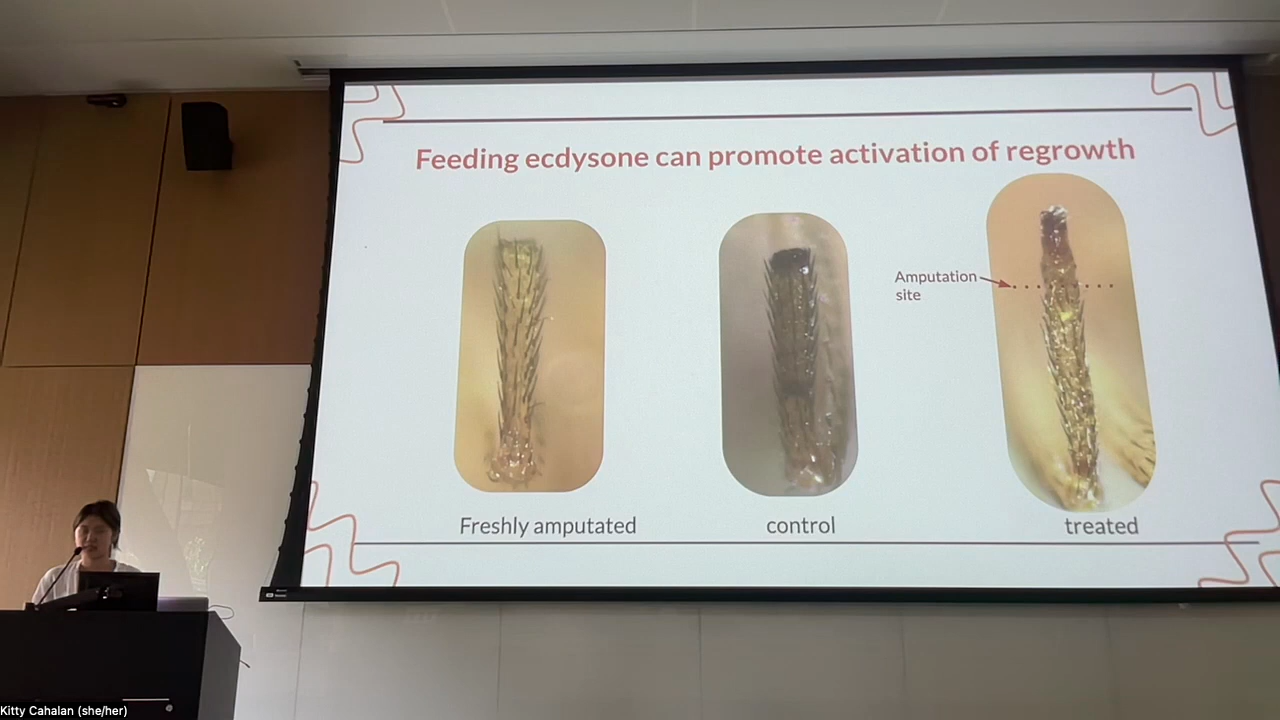 Feeding ecdysone can promote activation of regrowth
Amputation
site
Freshly amputated
control
treated
Kitty Cahalan (she/her)